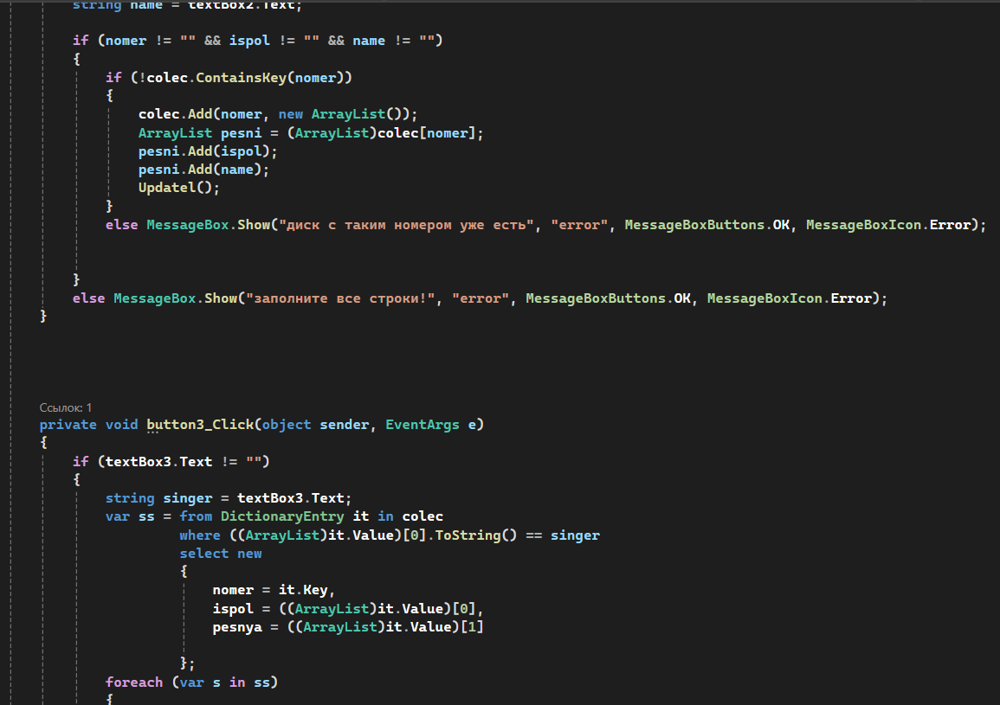 string name = textBox2.Text;
if (nomer != "" && ispol != "" && name != "")
{
if (!colec.ContainsKey(nomer))
{
colec.Add(nomer, new ArrayList());
ArrayList pesni = (ArrayList)colec[nomer];
pesni.Add(ispol);
pesni.Add(name);
Updatel();
}
else MessageBox.Show("диск с таким номером уже есть", "error", MessageBoxButtons.OK, MessageBoxIcon.Error);
}
else MessageBox.Show("заполните все строки!", "error", MessageBoxButtons.OK, MessageBoxIcon.Error);
}
Ссылок: 1
private void button3_Click(object sender, EventArgs e)
{
if (textBox3.Text != "")
{
string singer = textBox3.Text;
var ss = from DictionaryEntry it in colec
where ((ArrayList)it.Value)[0].ToString() == singer
select new
{
nomer = it.Key,
ispol = ((ArrayList)it.Value)[0],
pesnya = ((ArrayList)it.Value)[1]
};
foreach (var s in ss)
{